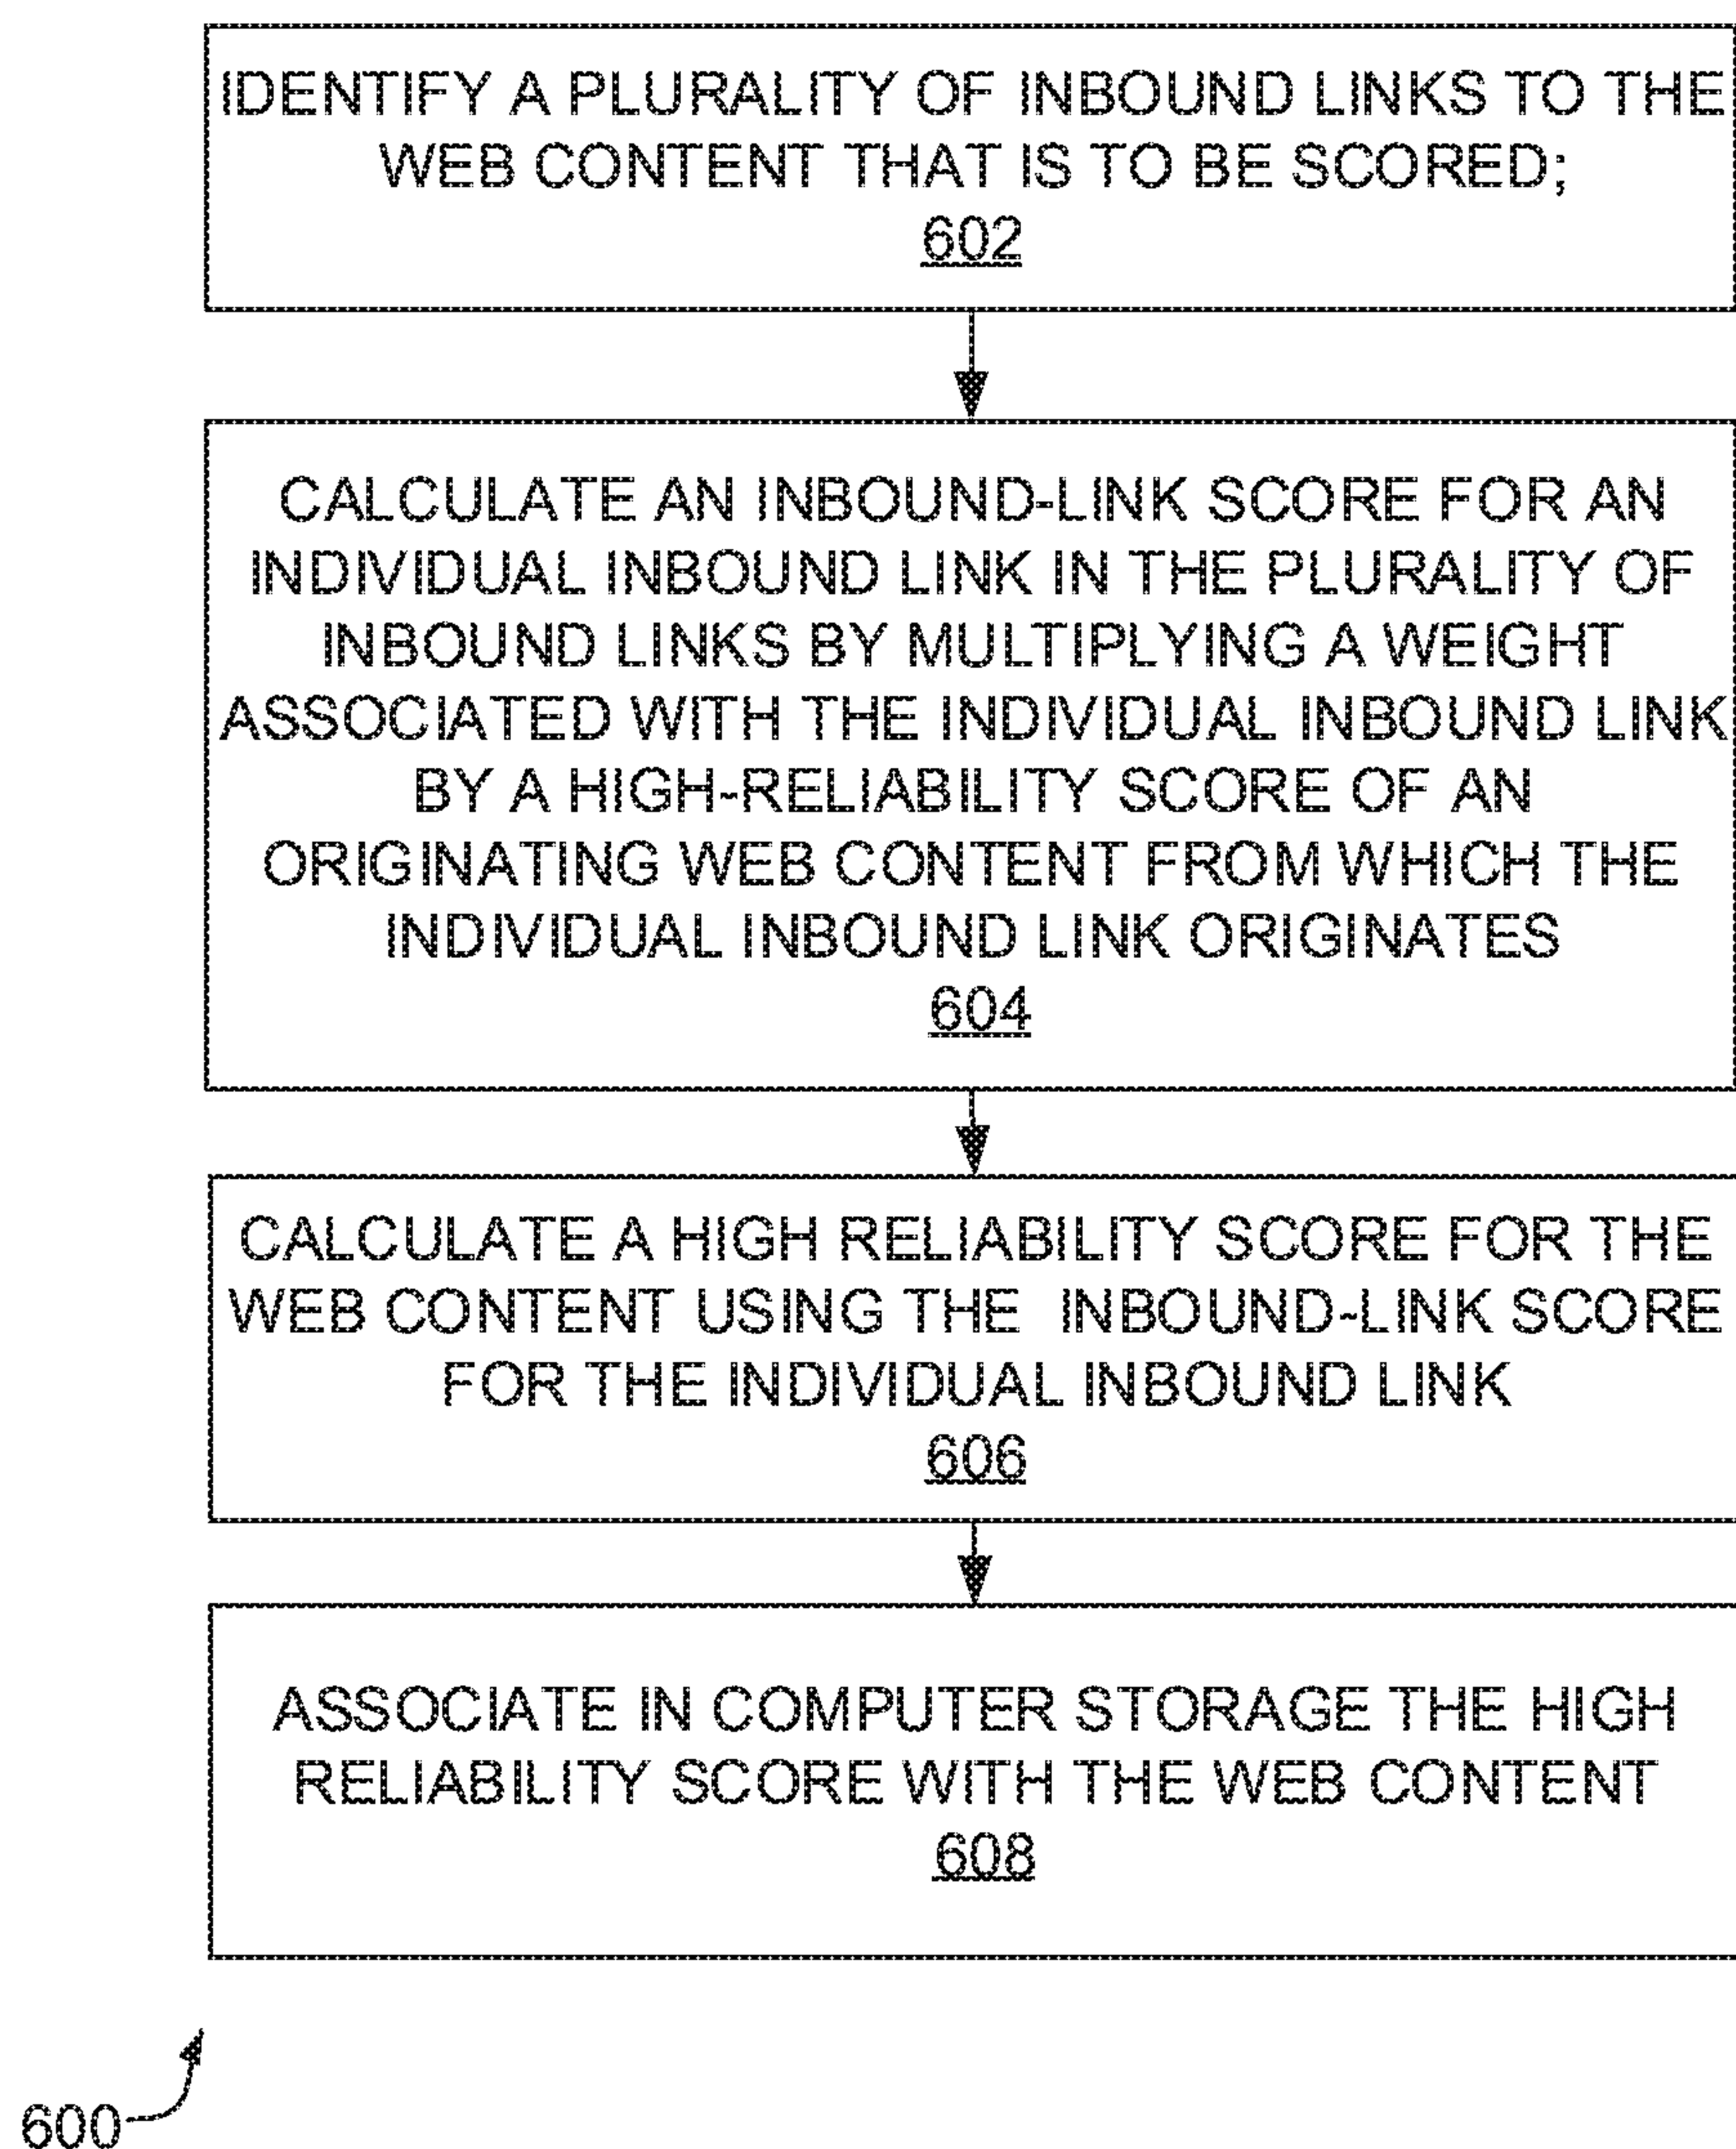 IDENTIFY A PLURALITY OF INBOUND LINKS TO THE
WEB CONTENT THAT IS TO BE SCORED;
602
CALCULATE AN INBOUND-LINK SCORE FOR AN
INDIVIDUAL INBOUND LINK IN THE PLURALITY OF
INBOUND LINKS BY MULTIPLYING A WEIGHT
ASSOCIATED WITH THE INDIVIDUAL INBOUND LINK
BY A HIGH-RELIABILITY SCORE OF AN
ORIGINATING WEB CONTENT FROM WHICH THE
INDIVIDUAL INBOUND LINK ORIGINATES
604
CALCULATE A HIGH RELIABILITY SCORE FOR THE
WEB CONTENT USING THE INBOUND-LINK SCORE
FOR THE INDIVIDUAL INBOUND LINK
606
ASSOCIATE IN COMPUTER STORAGE THE HIGH
RELIABILITY SCORE WITH THE WEB CONTENT
608
600